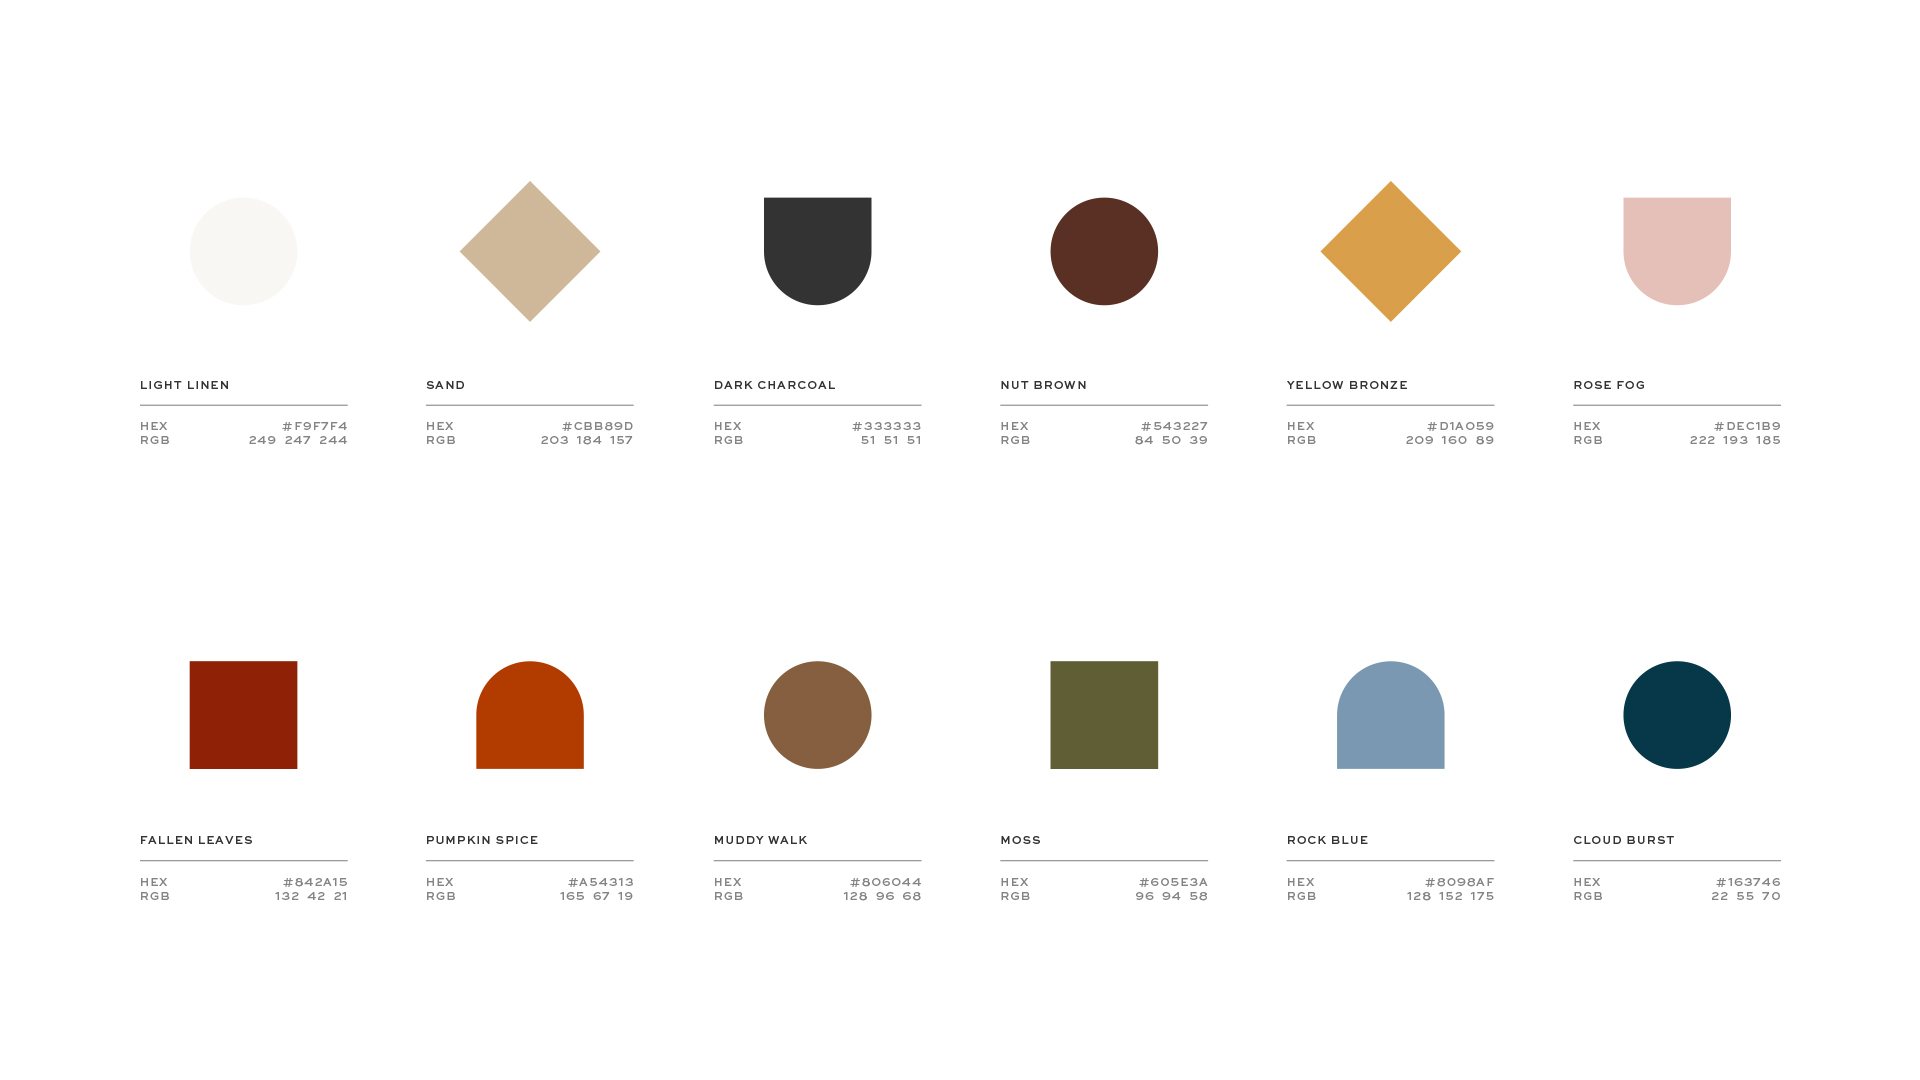 LIGHT LINEN
HEX #F9F7F4
RGB 249 247 244
SAND
HEX #CBB89D
RGB 203 184 157
DARK CHARCOAL
HEX #333333
RGB 51 51 51
NUT BROWN
HEX #543227
RGB 84 50 39
YELLOW BRONZE
HEX #D1A059
RGB 209 160 89
ROSE FOG
HEX #DEC1B9
RGB 222 193 185
FALLEN LEAVES
HEX #842A15
RGB 132 42 21
PUMPKIN SPICE
HEX #A54313
RGB 165 67 19
MUDDY WALK
HEX #806044
RGB 128 96 68
MOSS
HEX #605E3A
RGB 96 94 58
ROCK BLUE
HEX #8098AF
RGB 128 152 175
CLOUD BURST
HEX #163746
RGB 22 55 70